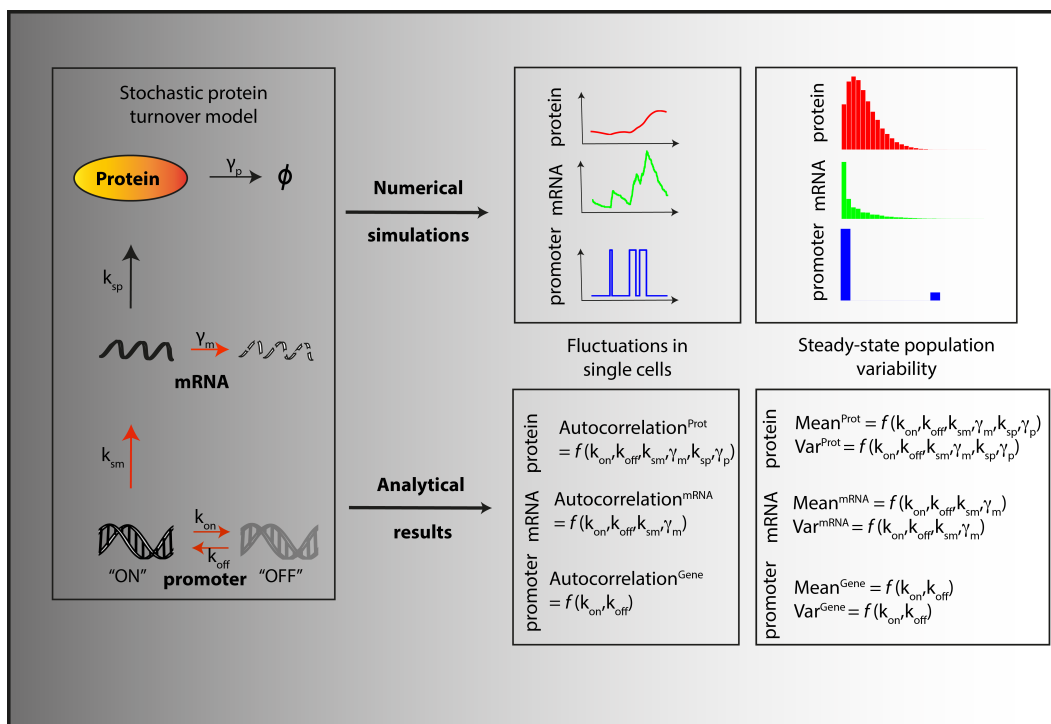 Stochastic protein
turnover model
Protein
γp
ϕ
ksp
γm
mRNA
ksm
kon
koff
"ON"
promoter
"OFF"
Numerical
simulations
Analytical
results
protein
mRNA
promoter
Fluctuations in
single cells
protein
mRNA
promoter
Steady-state population
variability
protein
Autocorrelation^Prot
= f (kon,koff,ksm,γm,ksp,γp)
mRNA
Autocorrelation^mRNA
= f (kon,koff,ksm,γm)
promoter
Autocorrelation^Gene
= f (kon,koff)
protein
Mean^Prot = f (kon,koff,ksm,γm,ksp,γp)
Var^Prot = f (kon,koff,ksm,γm,ksp,γp)
mRNA
Mean^mRNA = f (kon,koff,ksm,γm)
Var^mRNA = f (kon,koff,ksm,γm)
promoter
Mean^Gene = f (kon,koff)
Var^Gene = f (kon,koff)